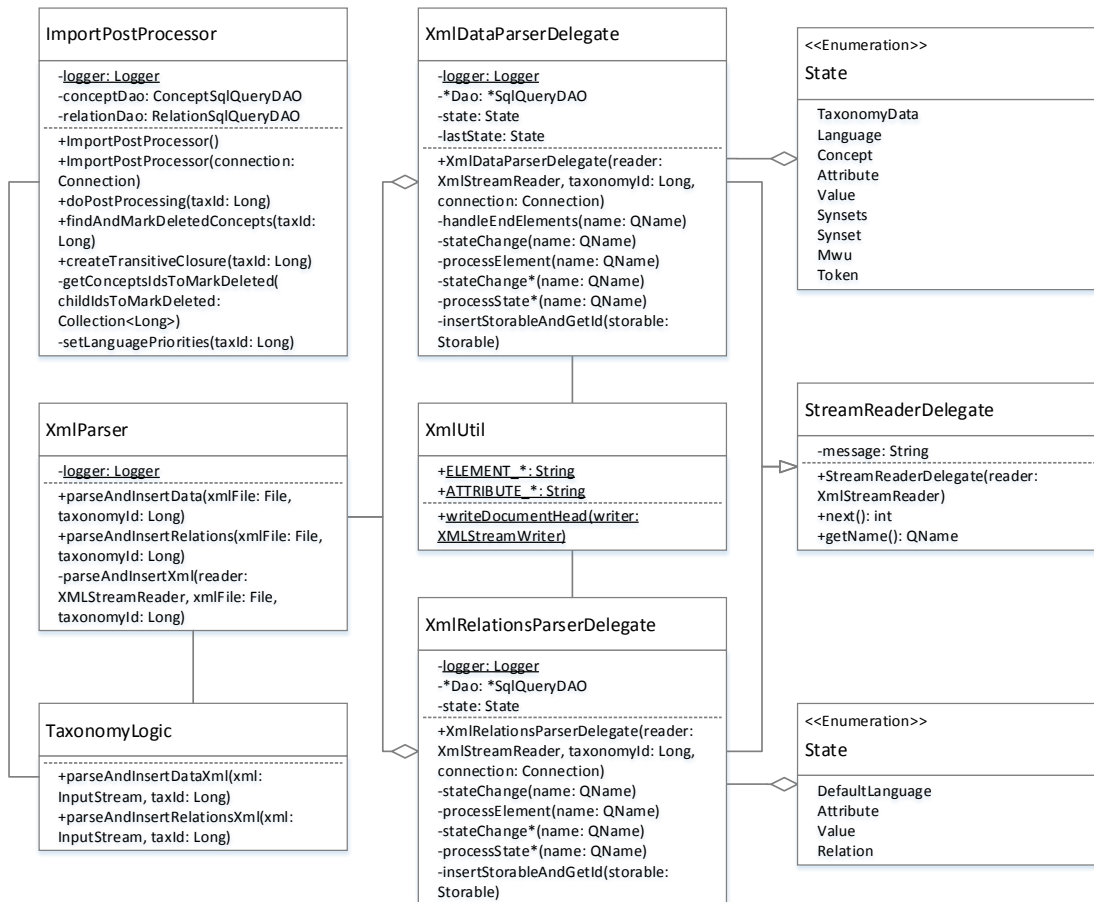 ImportPostProcessor
-logger: Logger
-conceptDao: ConceptSqlQueryDAO
-relationDao: RelationSqlQueryDAO
+ImportPostProcessor()
+ImportPostProcessor(connection:
Connection)
+doPostProcessing(taxId: Long)
+findAndMarkDeletedConcepts(taxId:
Long)
+createTransitiveClosure(taxId: Long)
-getConceptsIdsToMarkDeleted(
childIdsToMarkDeleted:
Collection<Long>)
-setLanguagePriorities(taxId: Long)
XmlDataParserDelegate
-logger: Logger
-*Dao: *SqlQueryDAO
-state: State
-lastState: State
+XmlDataParserDelegate(reader:
XmlStreamReader, taxonomyId: Long,
connection: Connection)
-handleEndElements(name: QName)
-stateChange(name: QName)
-processElement(name: QName)
-stateChange*(name: QName)
-processState*(name: QName)
-insertStorableAndGetId(storable:
Storable)
<<Enumeration>>
State
TaxonomyData
Language
Concept
Attribute
Value
Synsets
Synset
Mwu
Token
XmlParser
-logger: Logger
+parseAndInsertData(xmlFile: File,
taxonomyId: Long)
+parseAndInsertRelations(xmlFile: File,
taxonomyId: Long)
-parseAndInsertXml(reader:
XMLStreamReader, xmlFile: File,
taxonomyId: Long)
XmlUtil
+ELEMENT_*: String
+ATTRIBUTE_*: String
+writeDocumentHead(writer:
XMLStreamWriter)
StreamReaderDelegate
-message: String
+StreamReaderDelegate(reader:
XmlStreamReader)
+next(): int
+getName(): QName
TaxonomyLogic
+parseAndInsertDataXml(xml:
InputStream, taxId: Long)
+parseAndInsertRelationsXml(xml:
InputStream, taxId: Long)
XmlRelationsParserDelegate
-logger: Logger
-*Dao: *SqlQueryDAO
-state: State
+XmlRelationsParserDelegate(reader:
XmlStreamReader, taxonomyId: Long,
connection: Connection)
-stateChange(name: QName)
-processElement(name: QName)
-stateChange*(name: QName)
-processState*(name: QName)
-insertStorableAndGetId(storable:
Storable)
<<Enumeration>>
State
DefaultLanguage
Attribute
Value
Relation